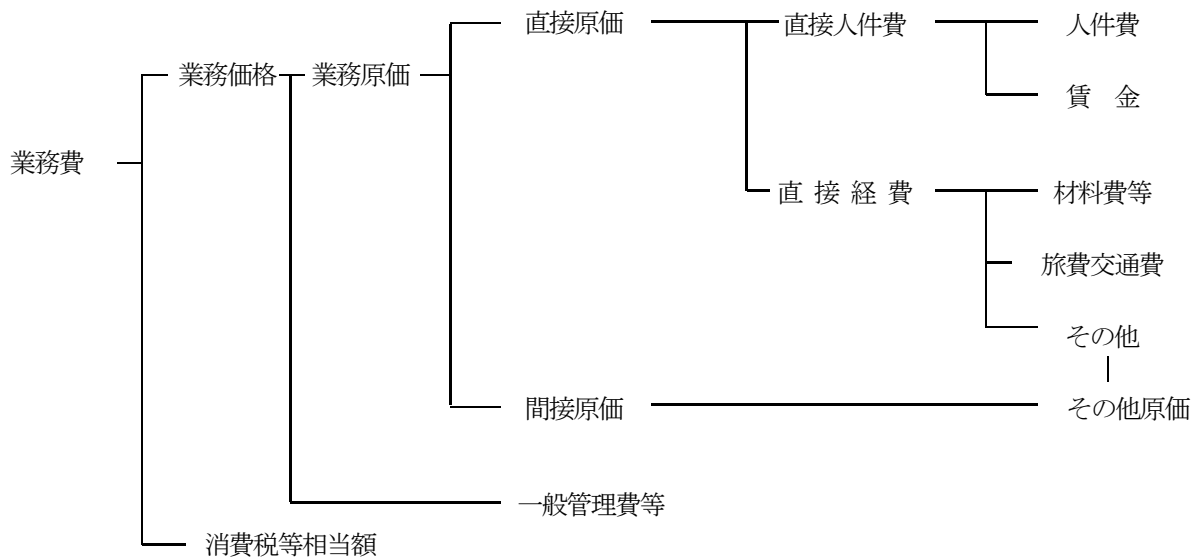 直接原価 直接人件費 人件費
業務価格 業務原価
賃　金
業務費
直 接 経 費 材料費等
旅費交通費
その他
間接原価 その他原価
一般管理費等
消費税等相当額